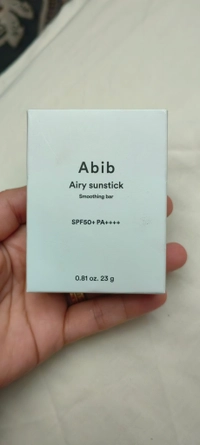 Abib
Airy sunstick
Smoothing bar
SPF50+ PA++++
0.81 oz. 23 g